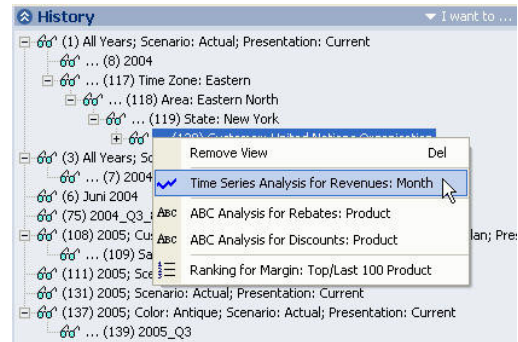 History
I want to ...
(1) All Years; Scenario: Actual; Presentation: Current
... (8) 2004
... (117) Time Zone: Eastern
... (118) Area: Eastern North
... (119) State: New York
Customer: United Nations Organisation
Remove View Del
(3) All Years; Sc
... (7) 2004
Time Series Analysis for Revenues: Month
(6) Juni 2004
(75) 2004_Q3_
ABC ABC Analysis for Rebates: Product
(108) 2005; Cu
ABC ABC Analysis for Discounts: Product
lan; Pres
... (109) Sa
(111) 2005; Sce
Ranking for Margin: Top/Last 100 Product
(131) 2005; Scenario: Actual; Presentation: Current
(137) 2005; Color: Antique; Scenario: Actual; Presentation: Current
... (139) 2005_Q3